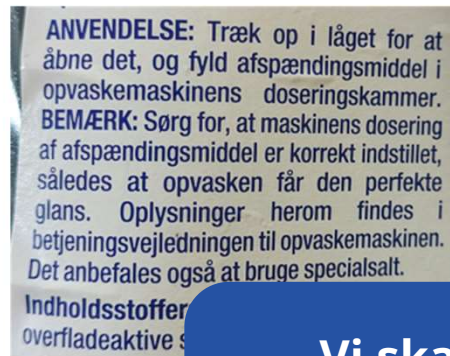 ANVENDELSE: Træk op i låget for at
åbne det, og fyld afspændingsmiddel i
opvaskemaskinens doseringskammer.
BEMÆRK: Sørg for, at maskinens dosering
af afspændingsmiddel er korrekt indstillet,
således at opvasken får den perfekte
glans. Oplysninger herom findes i
betjeningsvejledningen til opvaskemaskinen.
Det anbefales også at bruge specialsalt.
Indholdsstoffer
overfladeaktive
Vi ska